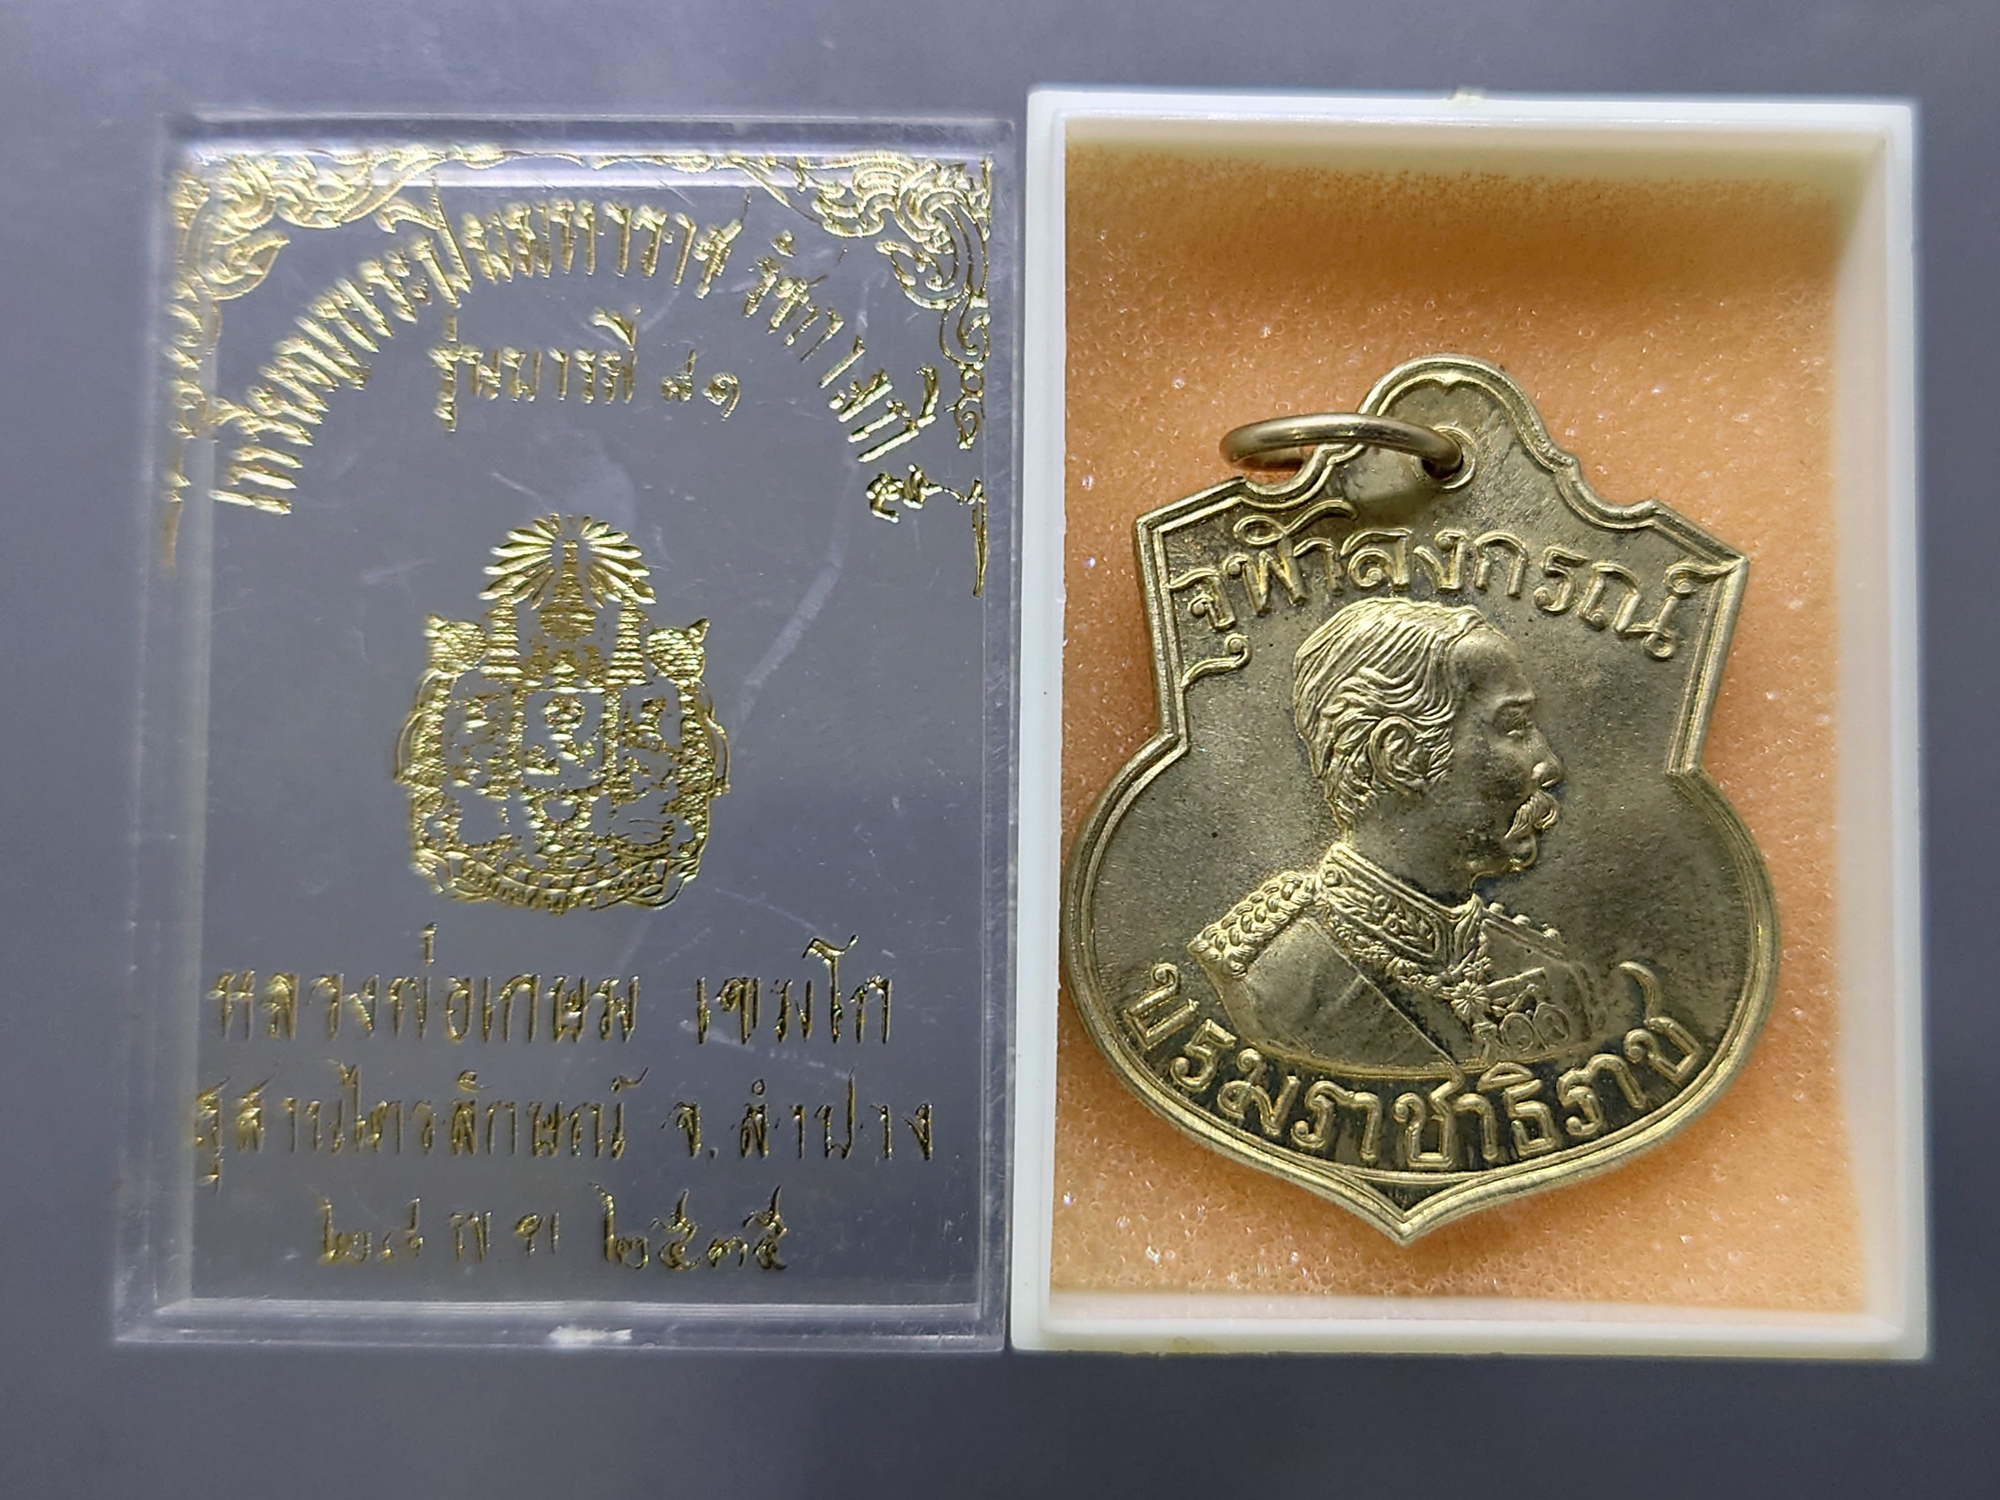 เหรียญพระปิยมหาราช รัชกาลที่ ๕
รุ่นบารมี ๘๑
หลวงพ่อเกษม เขมโก
สุสานไตรลักษณ์ จ.ลำปาง
๒๘ พ ย ๒๕๓๕
จุฬาลงกรณ์
บรมราชาธิราช